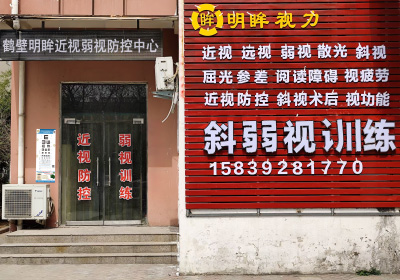 鹤壁明眸近视弱视防控中心
近视防控
弱视训练
眸 明眸视力
近视 远视 弱视 散光 斜视
屈光参差 阅读障碍 视疲劳
近视防控 斜视术后 视功能
斜弱视训练
15839281770